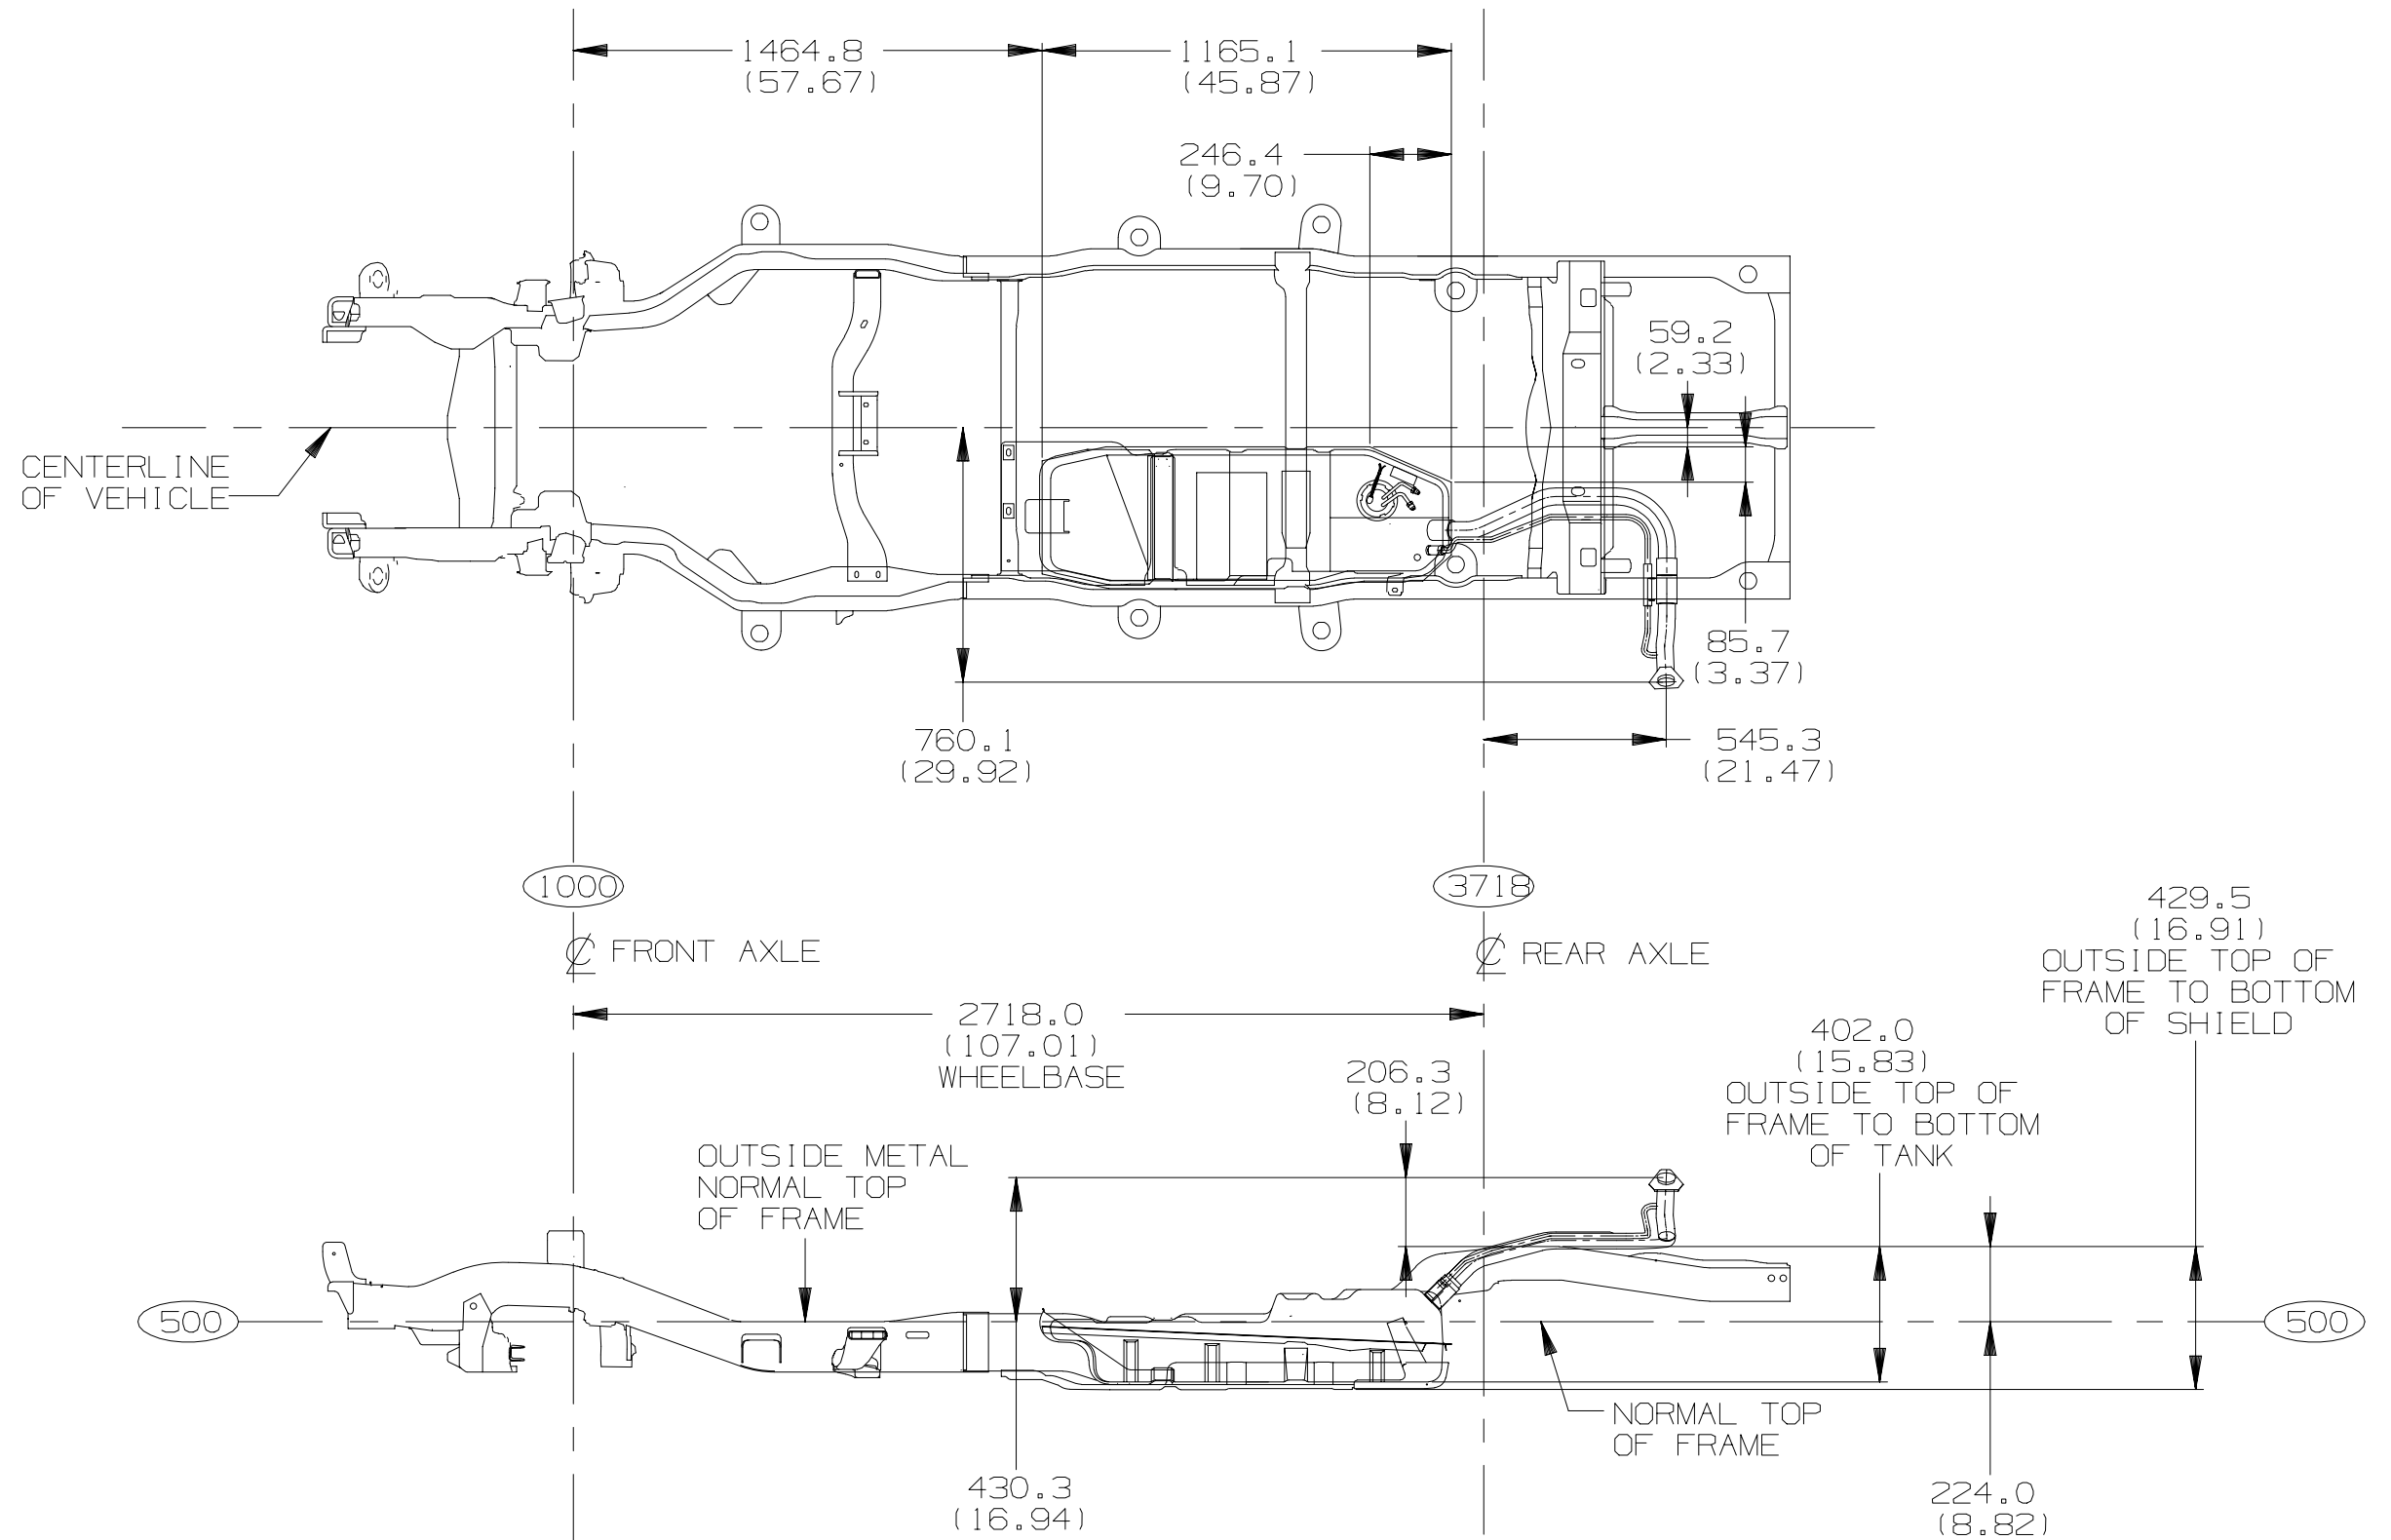 1464.8
(57.67)
1165.1
(45.87)
246.4
(9.70)
59.2
(2.33)
CENTERLINE
OF VEHICLE
85.7
(3.37)
760.1
(29.92)
545.3
(21.47)
1000
3718
℄ FRONT AXLE
℄ REAR AXLE
429.5
(16.91)
OUTSIDE TOP OF
FRAME TO BOTTOM
OF SHIELD
2718.0
(107.01)
WHEELBASE
402.0
(15.83)
OUTSIDE TOP OF
FRAME TO BOTTOM
OF TANK
206.3
(8.12)
OUTSIDE METAL
NORMAL TOP
OF FRAME
500
500
NORMAL TOP
OF FRAME
430.3
(16.94)
224.0
(8.82)